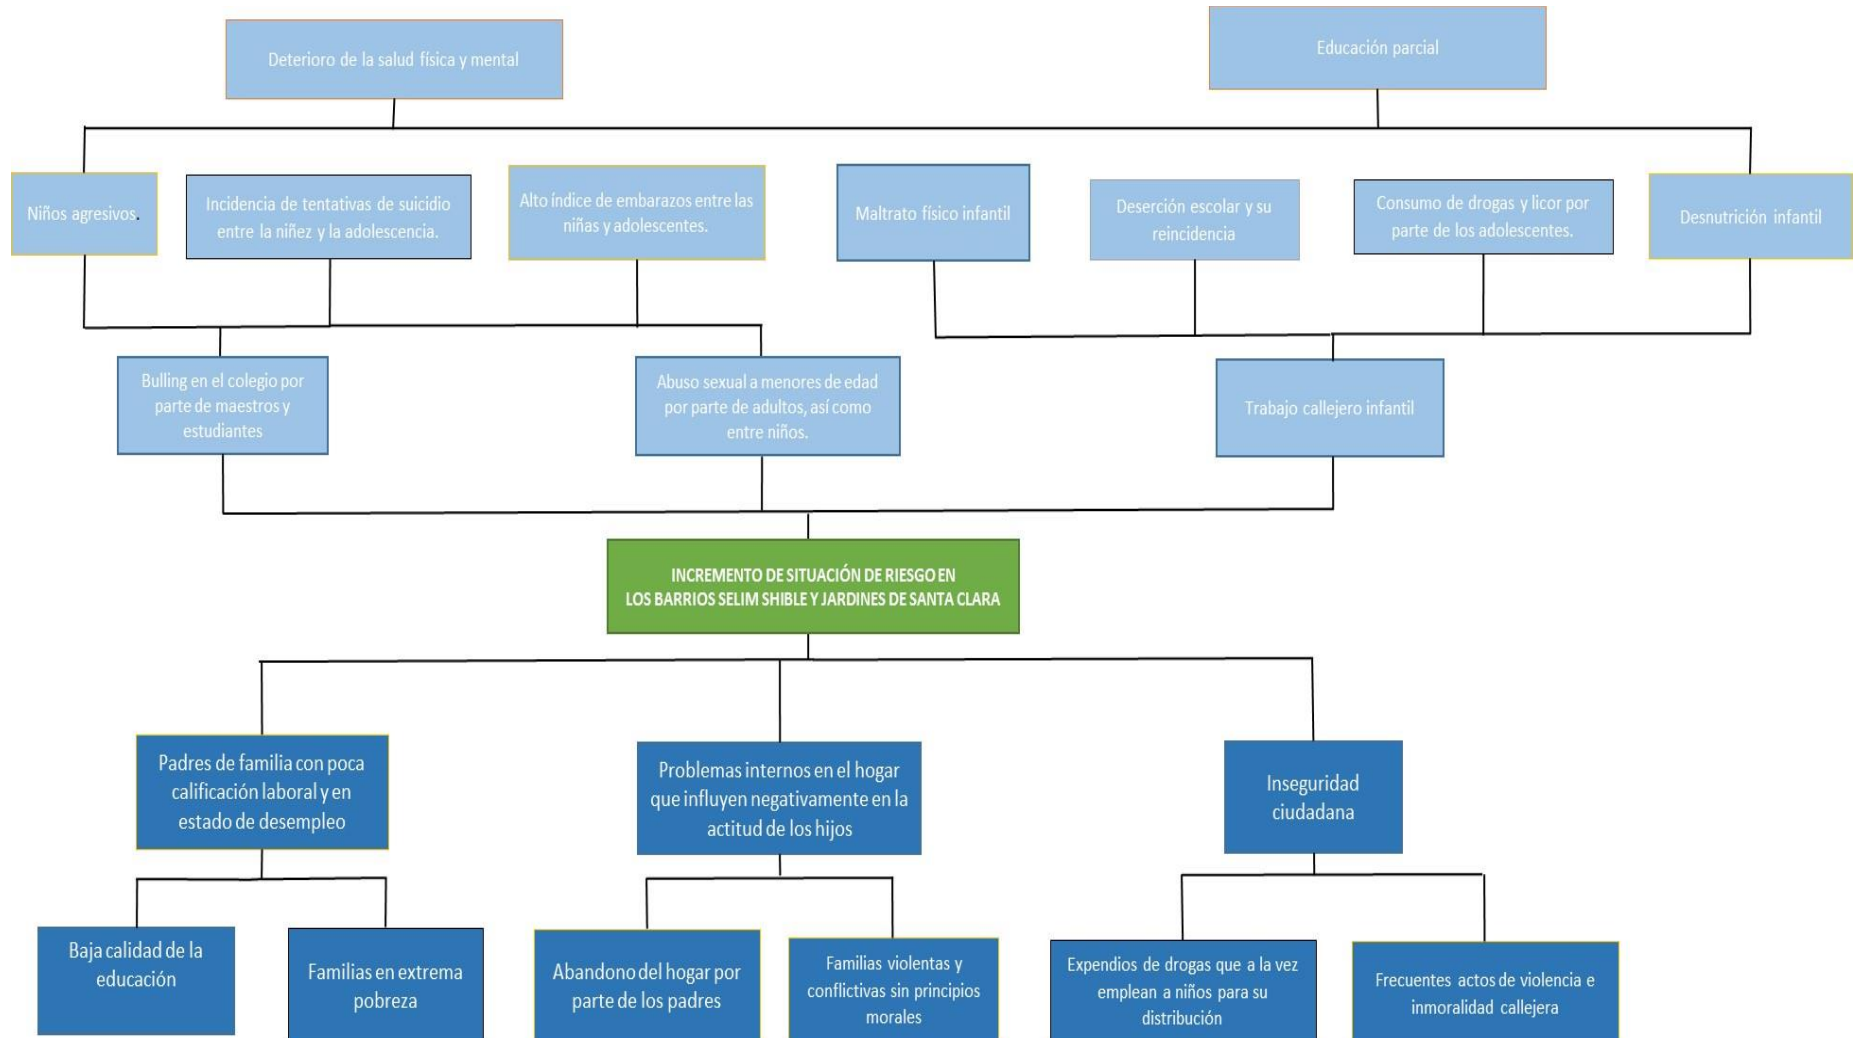 Deterioro de la salud física y mental
Educación parcial
Niños agresivos.
Incidencia de tentativas de suicidio
entre la niñez y la adolescencia.
Alto índice de embarazos entre las
niñas y adolescentes.
Maltrato físico infantil
Deserción escolar y su
reincidencia
Consumo de drogas y licor por
parte de los adolescentes.
Desnutrición infantil
Bulling en el colegio por
parte de maestros y
estudiantes
Abuso sexual a menores de edad
por parte de adultos, así como
entre niños.
Trabajo callejero infantil
INCREMENTO DE SITUACIÓN DE RIESGO EN
LOS BARRIOS SELIM SHIBLE Y JARDINES DE SANTA CLARA
Padres de familia con poca
calificación laboral y en
estado de desempleo
Problemas internos en el hogar
que influyen negativamente en la
actitud de los hijos
Inseguridad
ciudadana
Baja calidad de la
educación
Familias en extrema
pobreza
Abandono del hogar por
parte de los padres
Familias violentas y
conflictivas sin principios
morales
Expendios de drogas que a la vez
emplean a niños para su
distribución
Frecuentes actos de violencia e
inmoralidad callejera